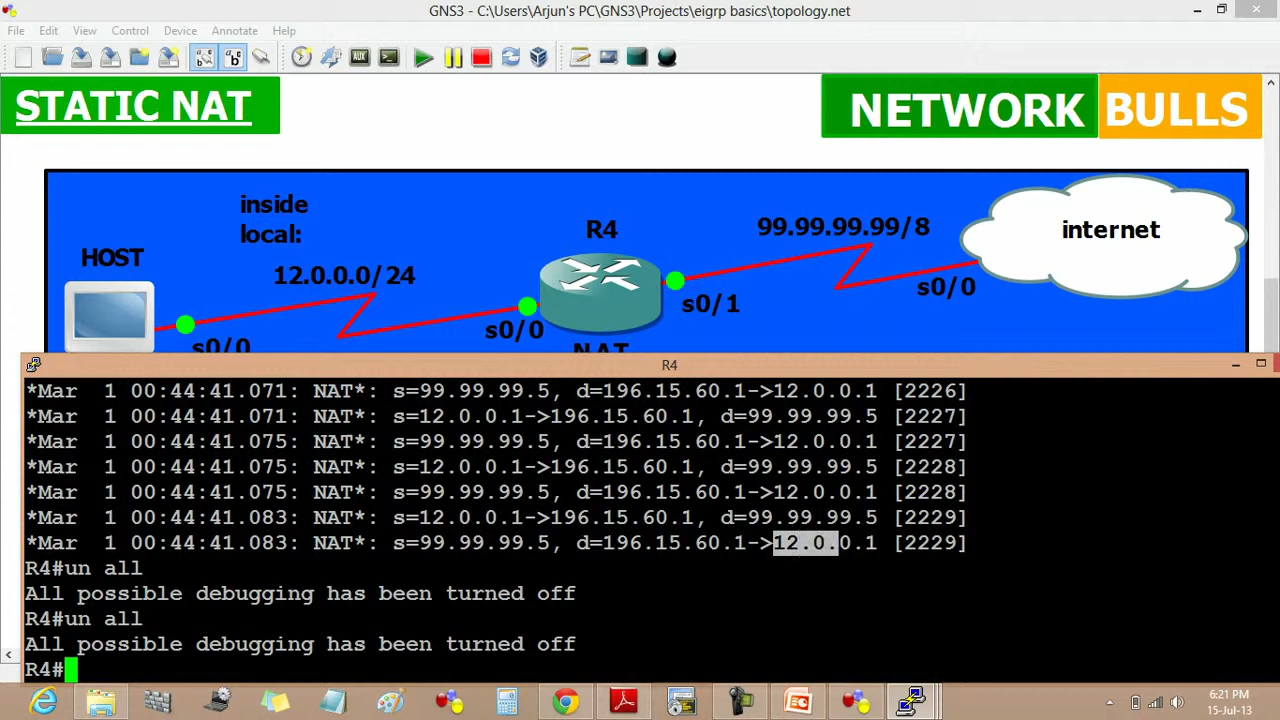 GNS3 - C:\Users\Arjun's PC\GNS3\Projects\eigrp basics\topology.net
File Edit View Control Device Annotate Help
STATIC NAT
NETWORK BULLS
inside
local:
HOST
12.0.0.0/24
s0/0
R4
s0/0
s0/1
NAT
99.99.99.99/8
s0/0
internet
R4
*Mar  1 00:44:41.071: NAT*: s=99.99.99.5, d=196.15.60.1->12.0.0.1 [2226]
*Mar  1 00:44:41.071: NAT*: s=12.0.0.1->196.15.60.1, d=99.99.99.5 [2227]
*Mar  1 00:44:41.075: NAT*: s=99.99.99.5, d=196.15.60.1->12.0.0.1 [2227]
*Mar  1 00:44:41.075: NAT*: s=12.0.0.1->196.15.60.1, d=99.99.99.5 [2228]
*Mar  1 00:44:41.075: NAT*: s=99.99.99.5, d=196.15.60.1->12.0.0.1 [2228]
*Mar  1 00:44:41.083: NAT*: s=12.0.0.1->196.15.60.1, d=99.99.99.5 [2229]
*Mar  1 00:44:41.083: NAT*: s=99.99.99.5, d=196.15.60.1->12.0.0.1 [2229]
R4#un all
All possible debugging has been turned off
R4#un all
All possible debugging has been turned off
R4#
6:21 PM
15-Jul-13